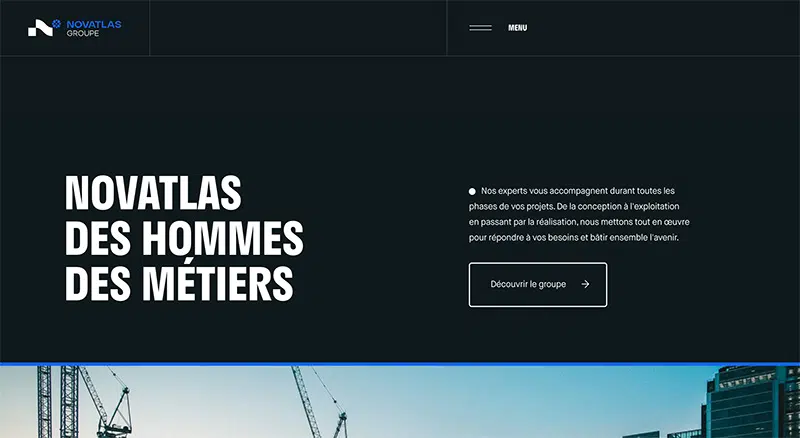 NOVATLAS
GROUPE
MENU
NOVATLAS
DES HOMMES
DES MÉTIERS
Nos experts vous accompagnent durant toutes les
phases de vos projets. De la conception à l'exploitation
en passant par la réalisation, nous mettons tout en œuvre
pour répondre à vos besoins et bâtir ensemble l'avenir.
Découvrir le groupe